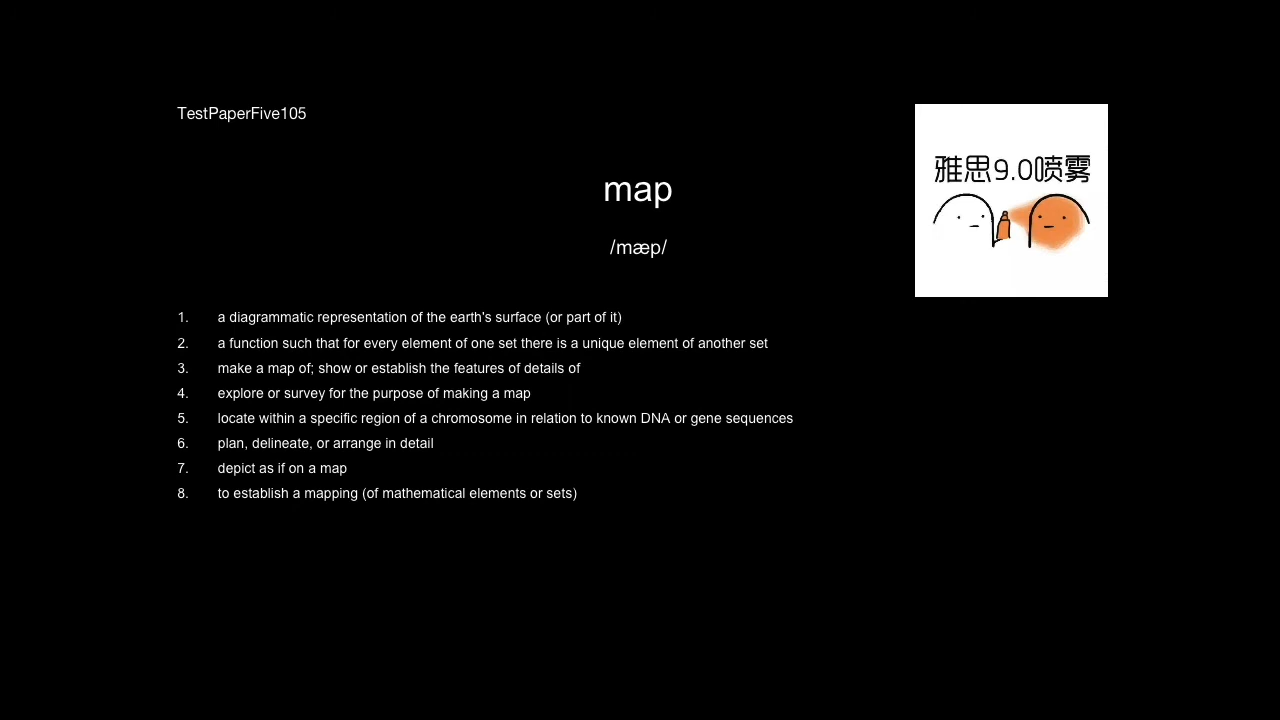 TestPaperFive105
雅思9.0喷雾
map
/mæp/
1. a diagrammatic representation of the earth's surface (or part of it)
2. a function such that for every element of one set there is a unique element of another set
3. make a map of; show or establish the features of details of
4. explore or survey for the purpose of making a map
5. locate within a specific region of a chromosome in relation to known DNA or gene sequences
6. plan, delineate, or arrange in detail
7. depict as if on a map
8. to establish a mapping (of mathematical elements or sets)